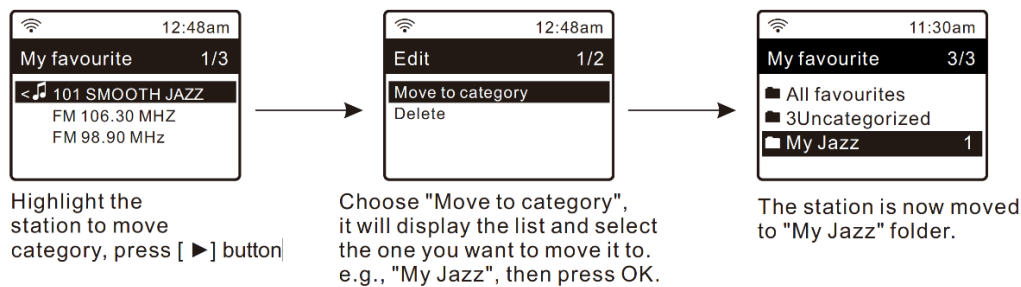 12:48am
My favourite 1/3
< 101 SMOOTH JAZZ
FM 106.30 MHZ
FM 98.90 MHz
Highlight the
station to move
category, press [ ►] button
12:48am
Edit 1/2
Move to category
Delete
Choose "Move to category",
it will display the list and select
the one you want to move it to.
e.g., "My Jazz", then press OK.
11:30am
My favourite 3/3
All favourites
3Uncategorized
My Jazz 1
The station is now moved
to "My Jazz" folder.